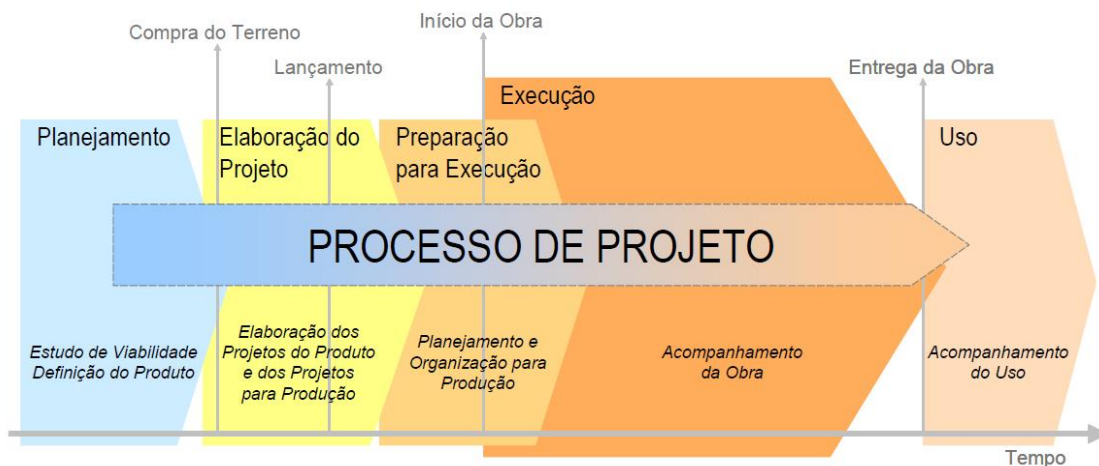 Início da Obra
Compra do Terreno
Lançamento
Entrega da Obra
Execução
Planejamento
Elaboração do
Projeto
Preparação
para Execução
Uso
PROCESSO DE PROJETO
Estudo de Viabilidade
Definição do Produto
Elaboração dos
Projetos do Produto
e dos Projetos
para Produção
Planejamento e
Organização para
Produção
Acompanhamento
da Obra
Acompanhamento
do Uso
Tempo